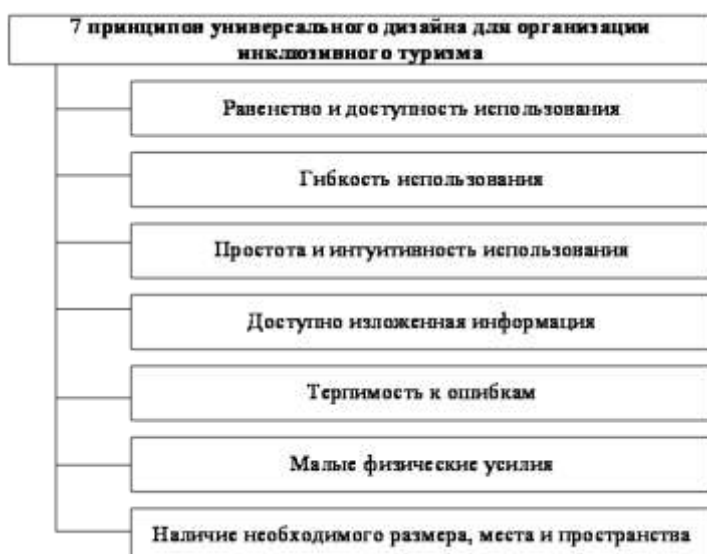 7 принципов универсального дизайна для организации
инклюзивного туризма
Равенство и доступность использования
Гибкость использования
Простота и интуитивность использования
Доступно изложенная информация
Терпимость к ошибкам
Малые физические усилия
Наличие необходимого размера, места и пространства